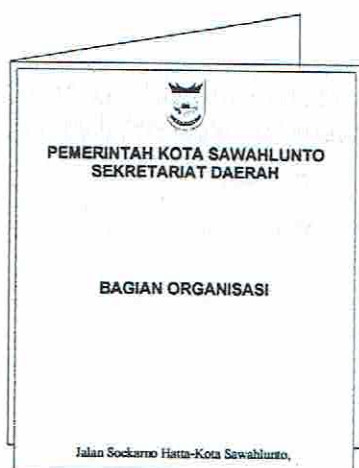 PEMERINTAH KOTA SAWAHLUNTO
SEKRETARIAT DAERAH
BAGIAN ORGANISASI
Jalan Soekarno Hatta-Kota Sawahlunto,